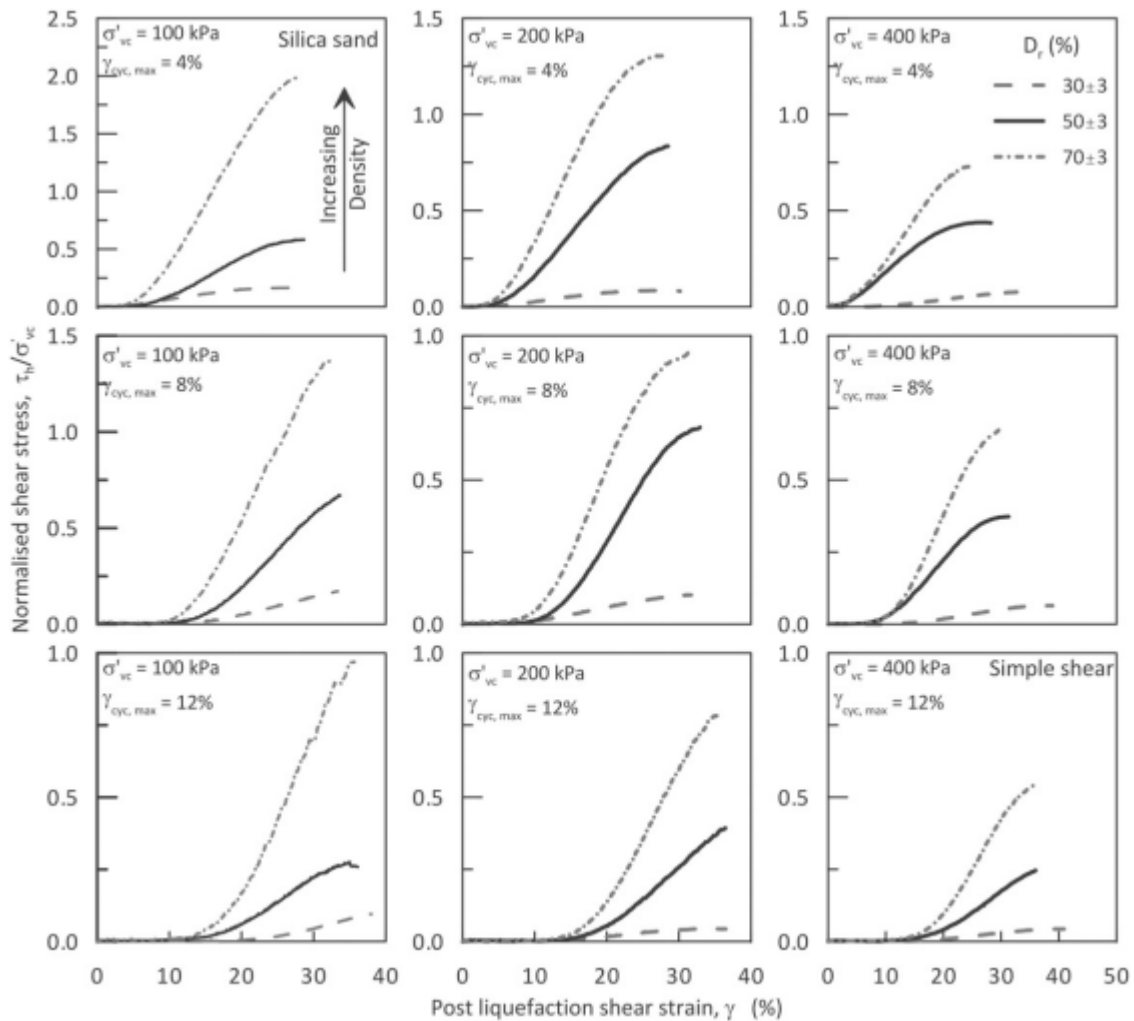 σ'vc = 100 kPa
γcyc, max = 4%
Silica sand
Increasing
Density
2.5
2.0
1.5
1.0
0.5
0.0
σ'vc = 200 kPa
γcyc, max = 4%
1.5
1.0
0.5
0.0
σ'vc = 400 kPa
γcyc, max = 4%
Dr (%)
30±3
50±3
70±3
1.5
1.0
0.5
0.0
Normalised shear stress, τh/σ'vc
σ'vc = 100 kPa
γcyc, max = 8%
1.5
1.0
0.5
0.0
σ'vc = 200 kPa
γcyc, max = 8%
1.0
0.5
0.0
σ'vc = 400 kPa
γcyc, max = 8%
1.0
0.5
0.0
σ'vc = 100 kPa
γcyc, max = 12%
1.0
0.5
0.0
σ'vc = 200 kPa
γcyc, max = 12%
1.0
0.5
0.0
σ'vc = 400 kPa
Simple shear
γcyc, max = 12%
1.0
0.5
0.0
0 10 20 30 40
0 10 20 30 40
0 10 20 30 40 50
Post liquefaction shear strain, γ (%)